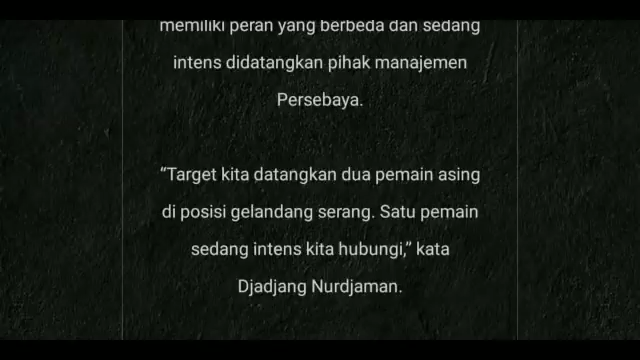 memiliki peran yang berbeda dan sedang
intens didatangkan pihak manajemen
Persebaya.
“Target kita datangkan dua pemain asing
di posisi gelandang serang. Satu pemain
sedang intens kita hubungi,” kata
Djadjang Nurdjaman.